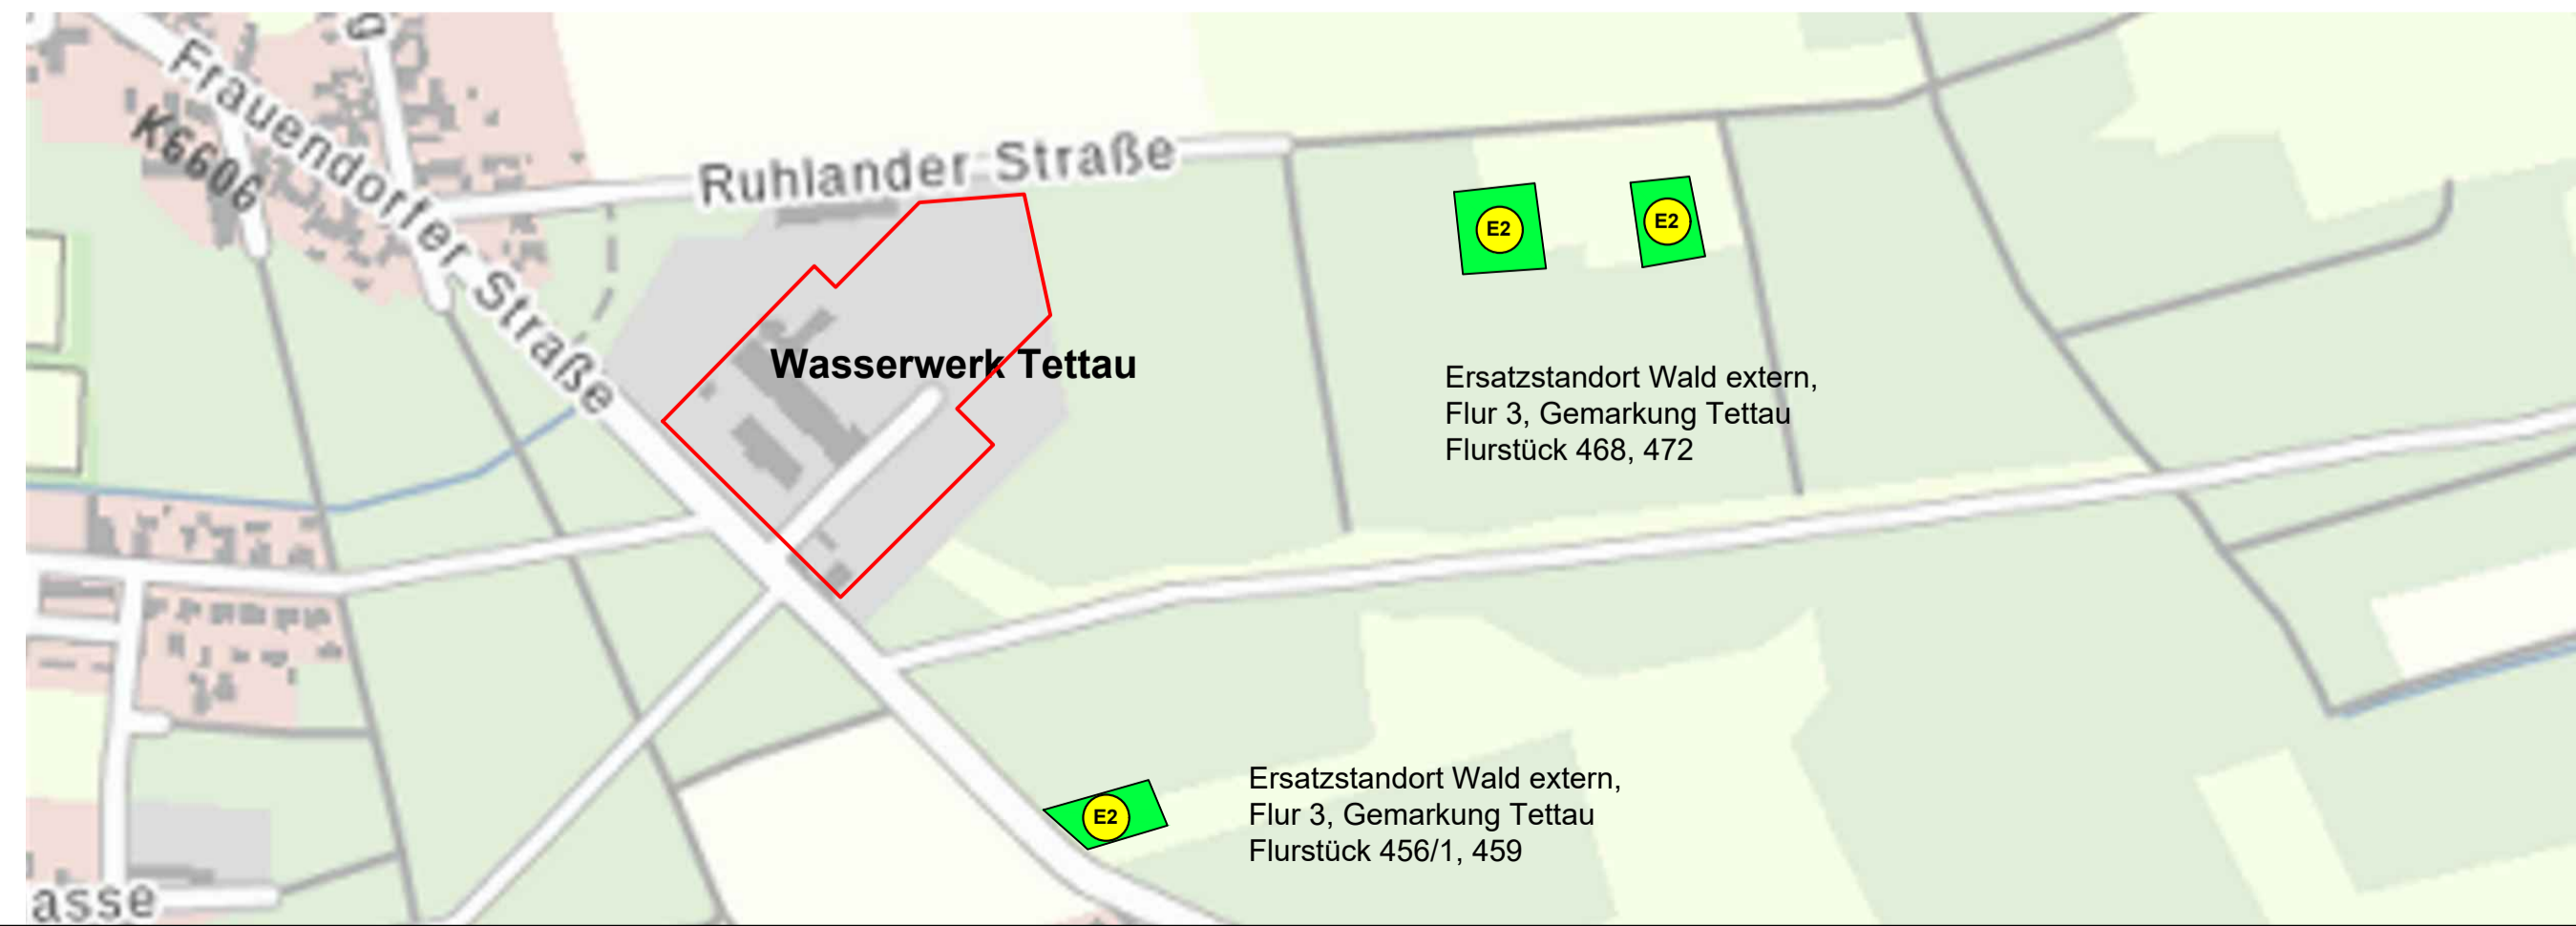 g
Frauendorfer Straße
K6606
Ruhlander Straße
E2
E2
Wasserwerk Tettau
Ersatzstandort Wald extern,
Flur 3, Gemarkung Tettau
Flurstück 468, 472
E2
Ersatzstandort Wald extern,
Flur 3, Gemarkung Tettau
Flurstück 456/1, 459
asse